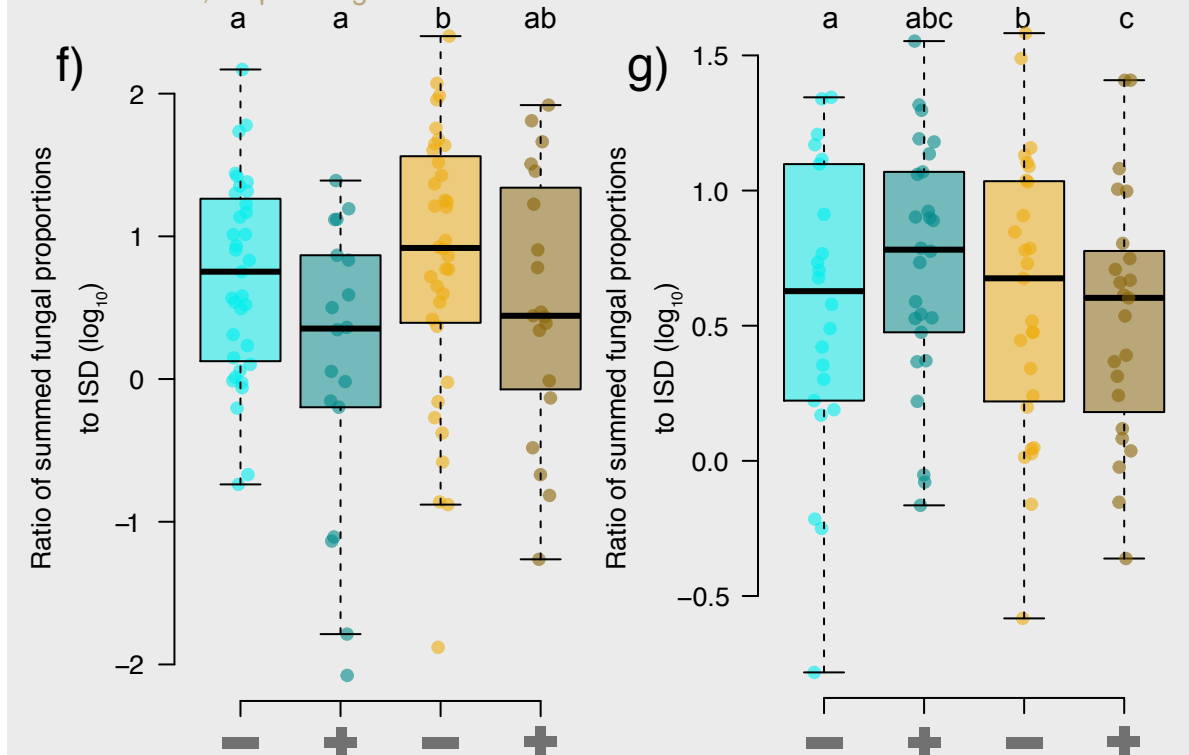 a a b ab
f)
Ratio of summed fungal proportions
to ISD (log10)
2
1
0
−1
−2
− + − +
a abc b c
g)
Ratio of summed fungal proportions
to ISD (log10)
1.5
1.0
0.5
0.0
−0.5
− + − +